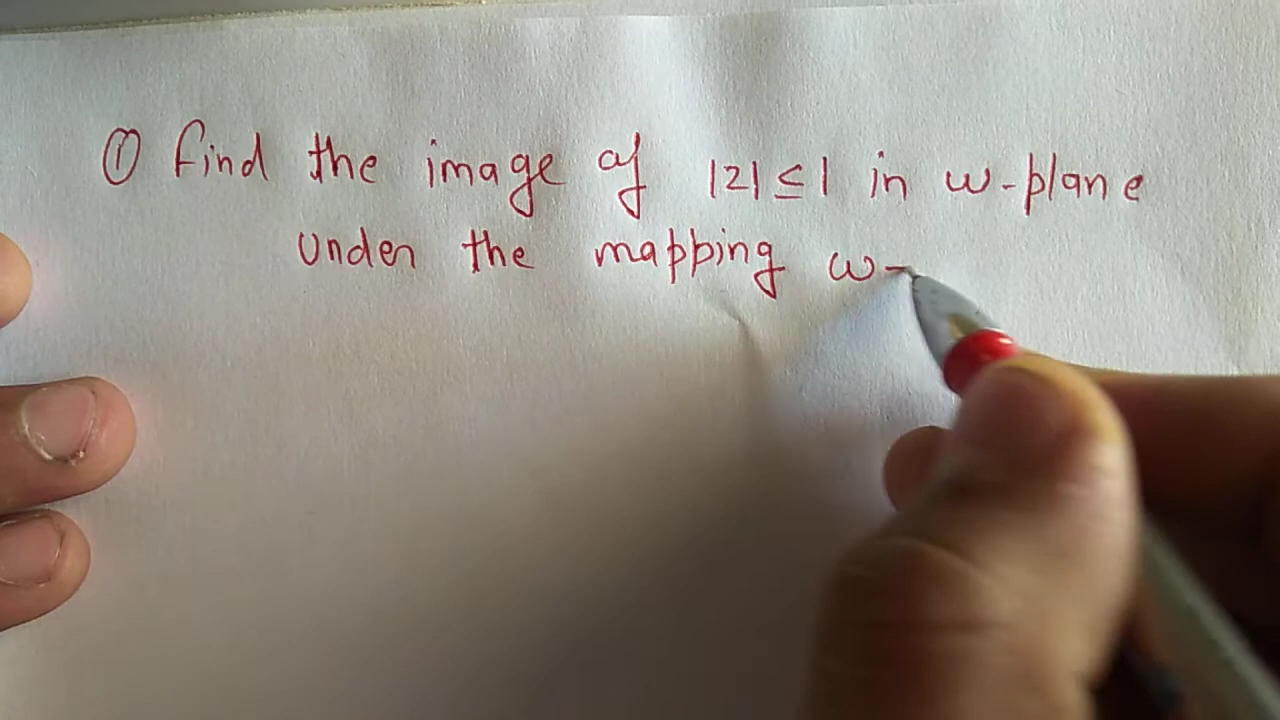 ① find the image of |z| ≤ 1 in w-plane
under the mapping w-